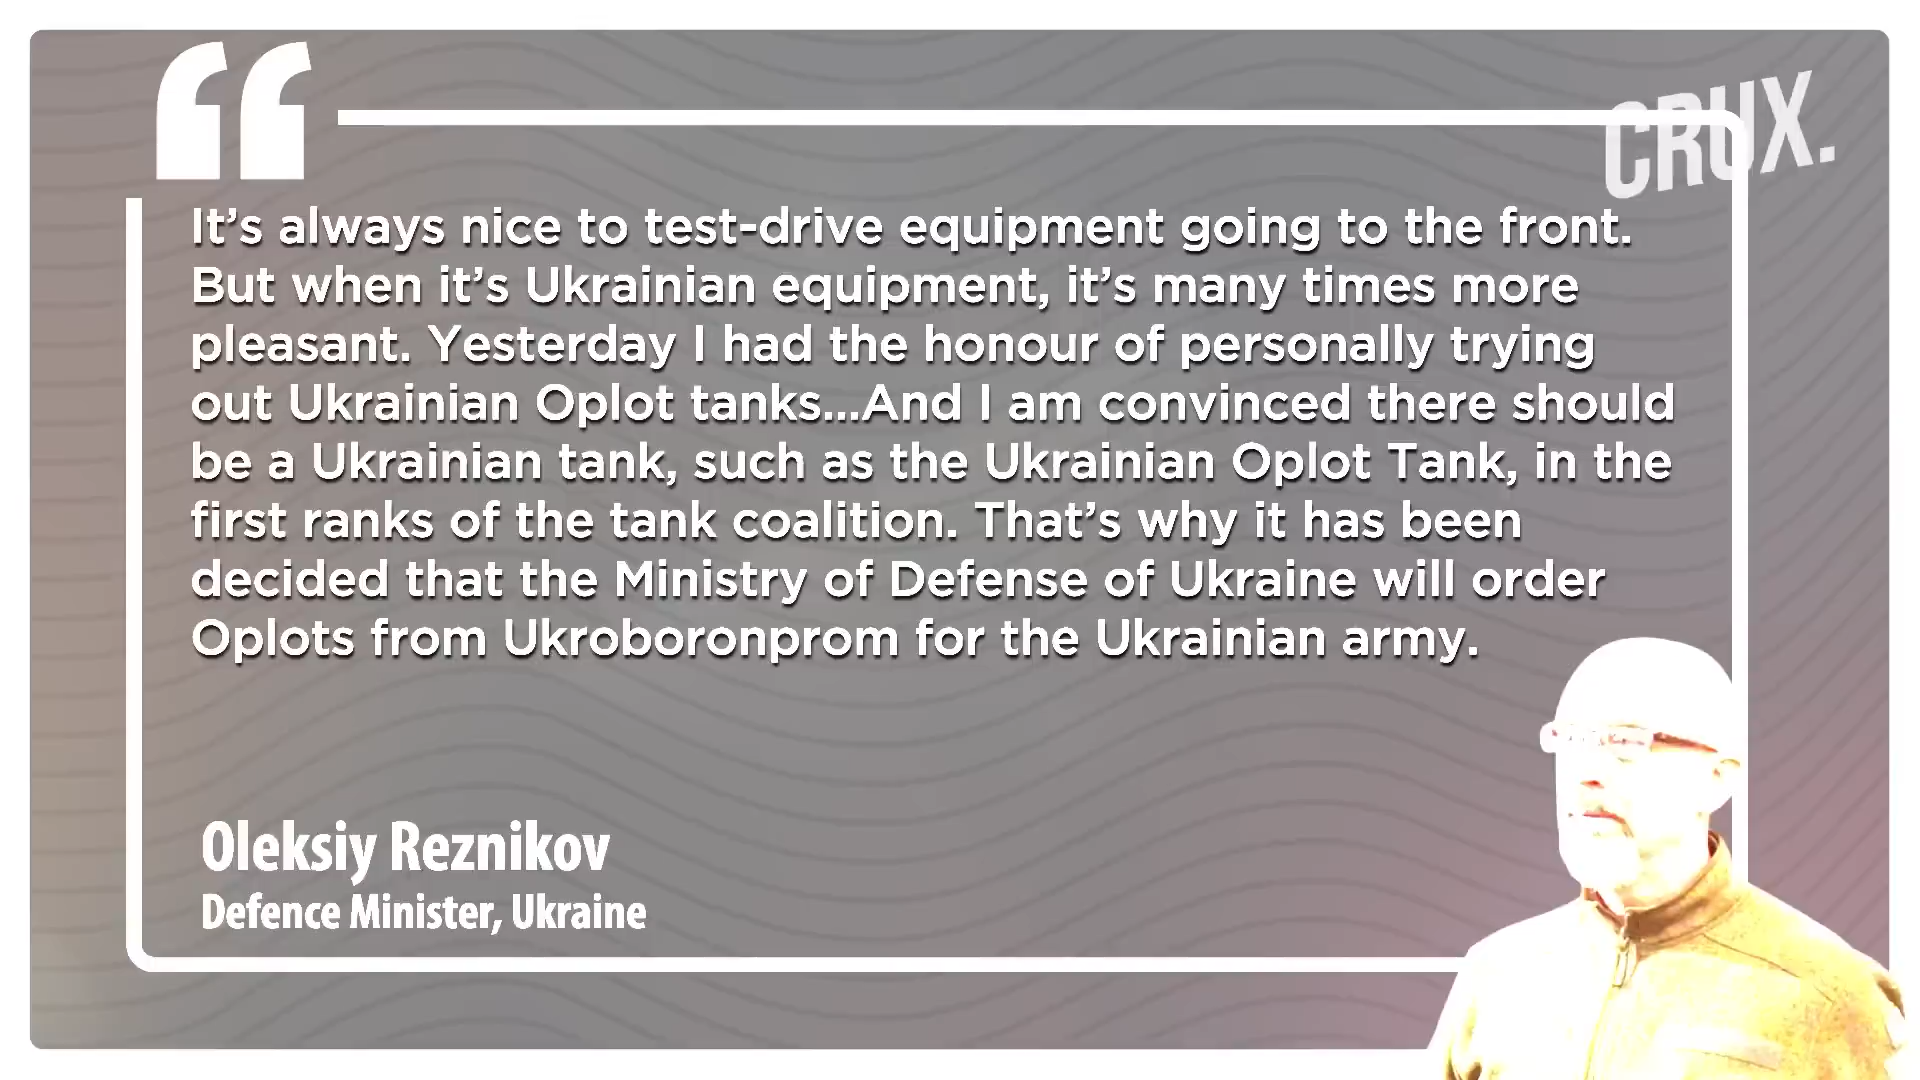 CRUX.
It’s always nice to test-drive equipment going to the front.
But when it’s Ukrainian equipment, it’s many times more
pleasant. Yesterday I had the honour of personally trying
out Ukrainian Oplot tanks...And I am convinced there should
be a Ukrainian tank, such as the Ukrainian Oplot Tank, in the
first ranks of the tank coalition. That’s why it has been
decided that the Ministry of Defense of Ukraine will order
Oplots from Ukroboronprom for the Ukrainian army.
Oleksiy Reznikov
Defence Minister, Ukraine